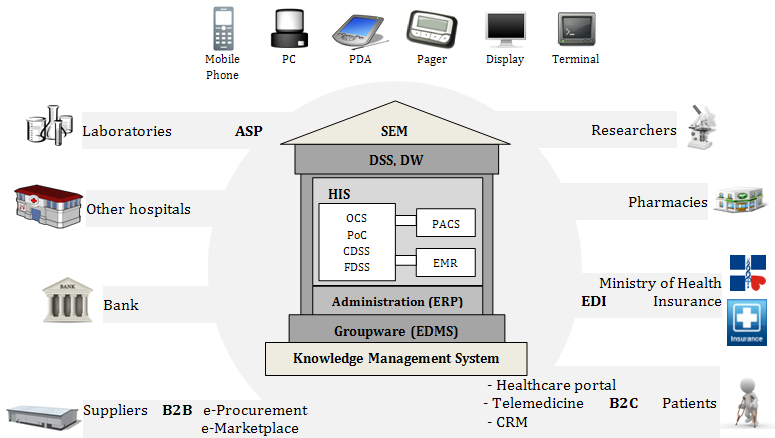 Mobile
Phone
PC
PDA
Pager
Display
Terminal
Laboratories ASP
SEM
Researchers
DSS, DW
HIS
Other hospitals
OCS
PoC
CDSS
FDSS
PACS
EMR
Pharmacies
BANK
Bank
Administration (ERP)
Ministry of Health
EDI Insurance
Insurance
Groupware (EDMS)
Knowledge Management System
Suppliers B2B e-Procurement
e-Marketplace
- Healthcare portal
- Telemedicine B2C Patients
- CRM